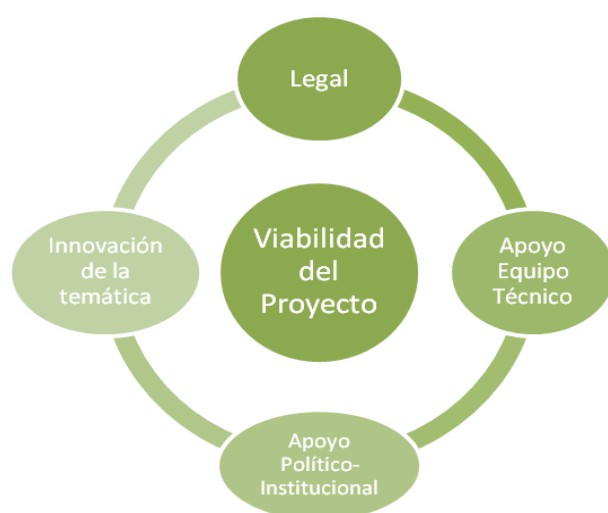 Legal
Innovación
de la
temática
Viabilidad
del
Proyecto
Apoyo
Equipo
Técnico
Apoyo
Político-
Institucional